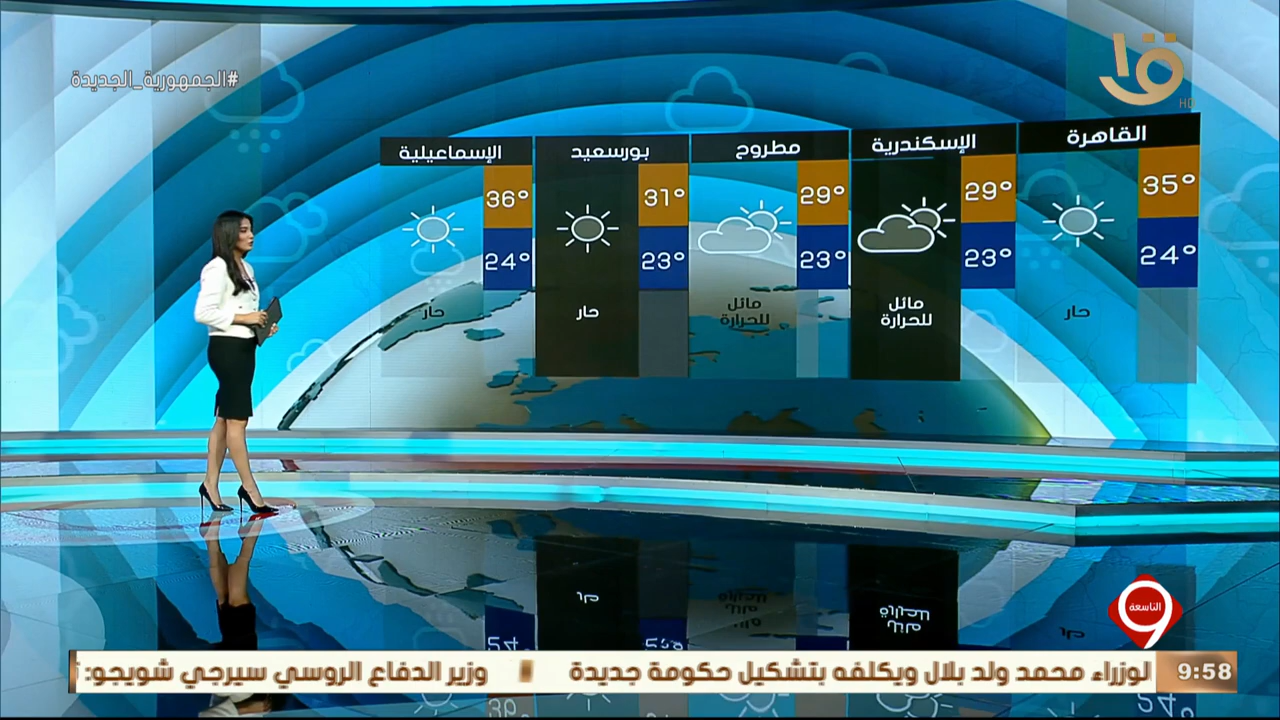 #الجمهورية_الجديدة
HD
القاهرة
35°
24°
حار
الإسكندرية
29°
23°
مائل
للحرارة
مطروح
29°
23°
مائل
للحرارة
بورسعيد
31°
23°
حار
الإسماعيلية
36°
24°
حار
التاسعة
9
9:58
لوزراء محمد ولد بلال ويكلفه بتشكيل حكومة جديدة
وزير الدفاع الروسي سيرجي شويجو: